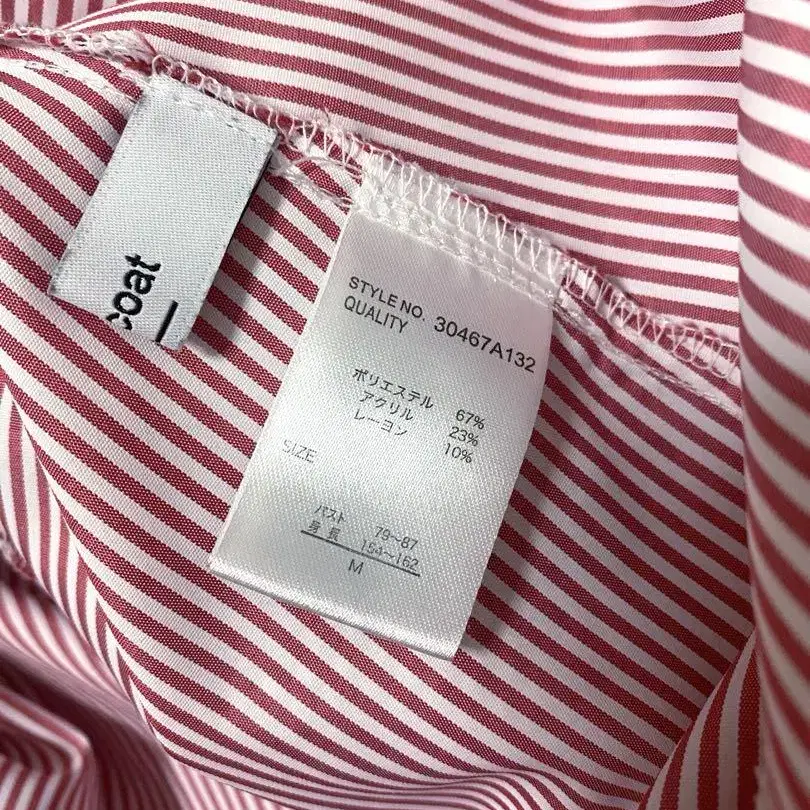 coat
STYLE NO. 30467A132
QUALITY
ポリエステル 67%
アクリル 23%
レーヨン 10%
SIZE
バスト 79~87
身長 154~162
M